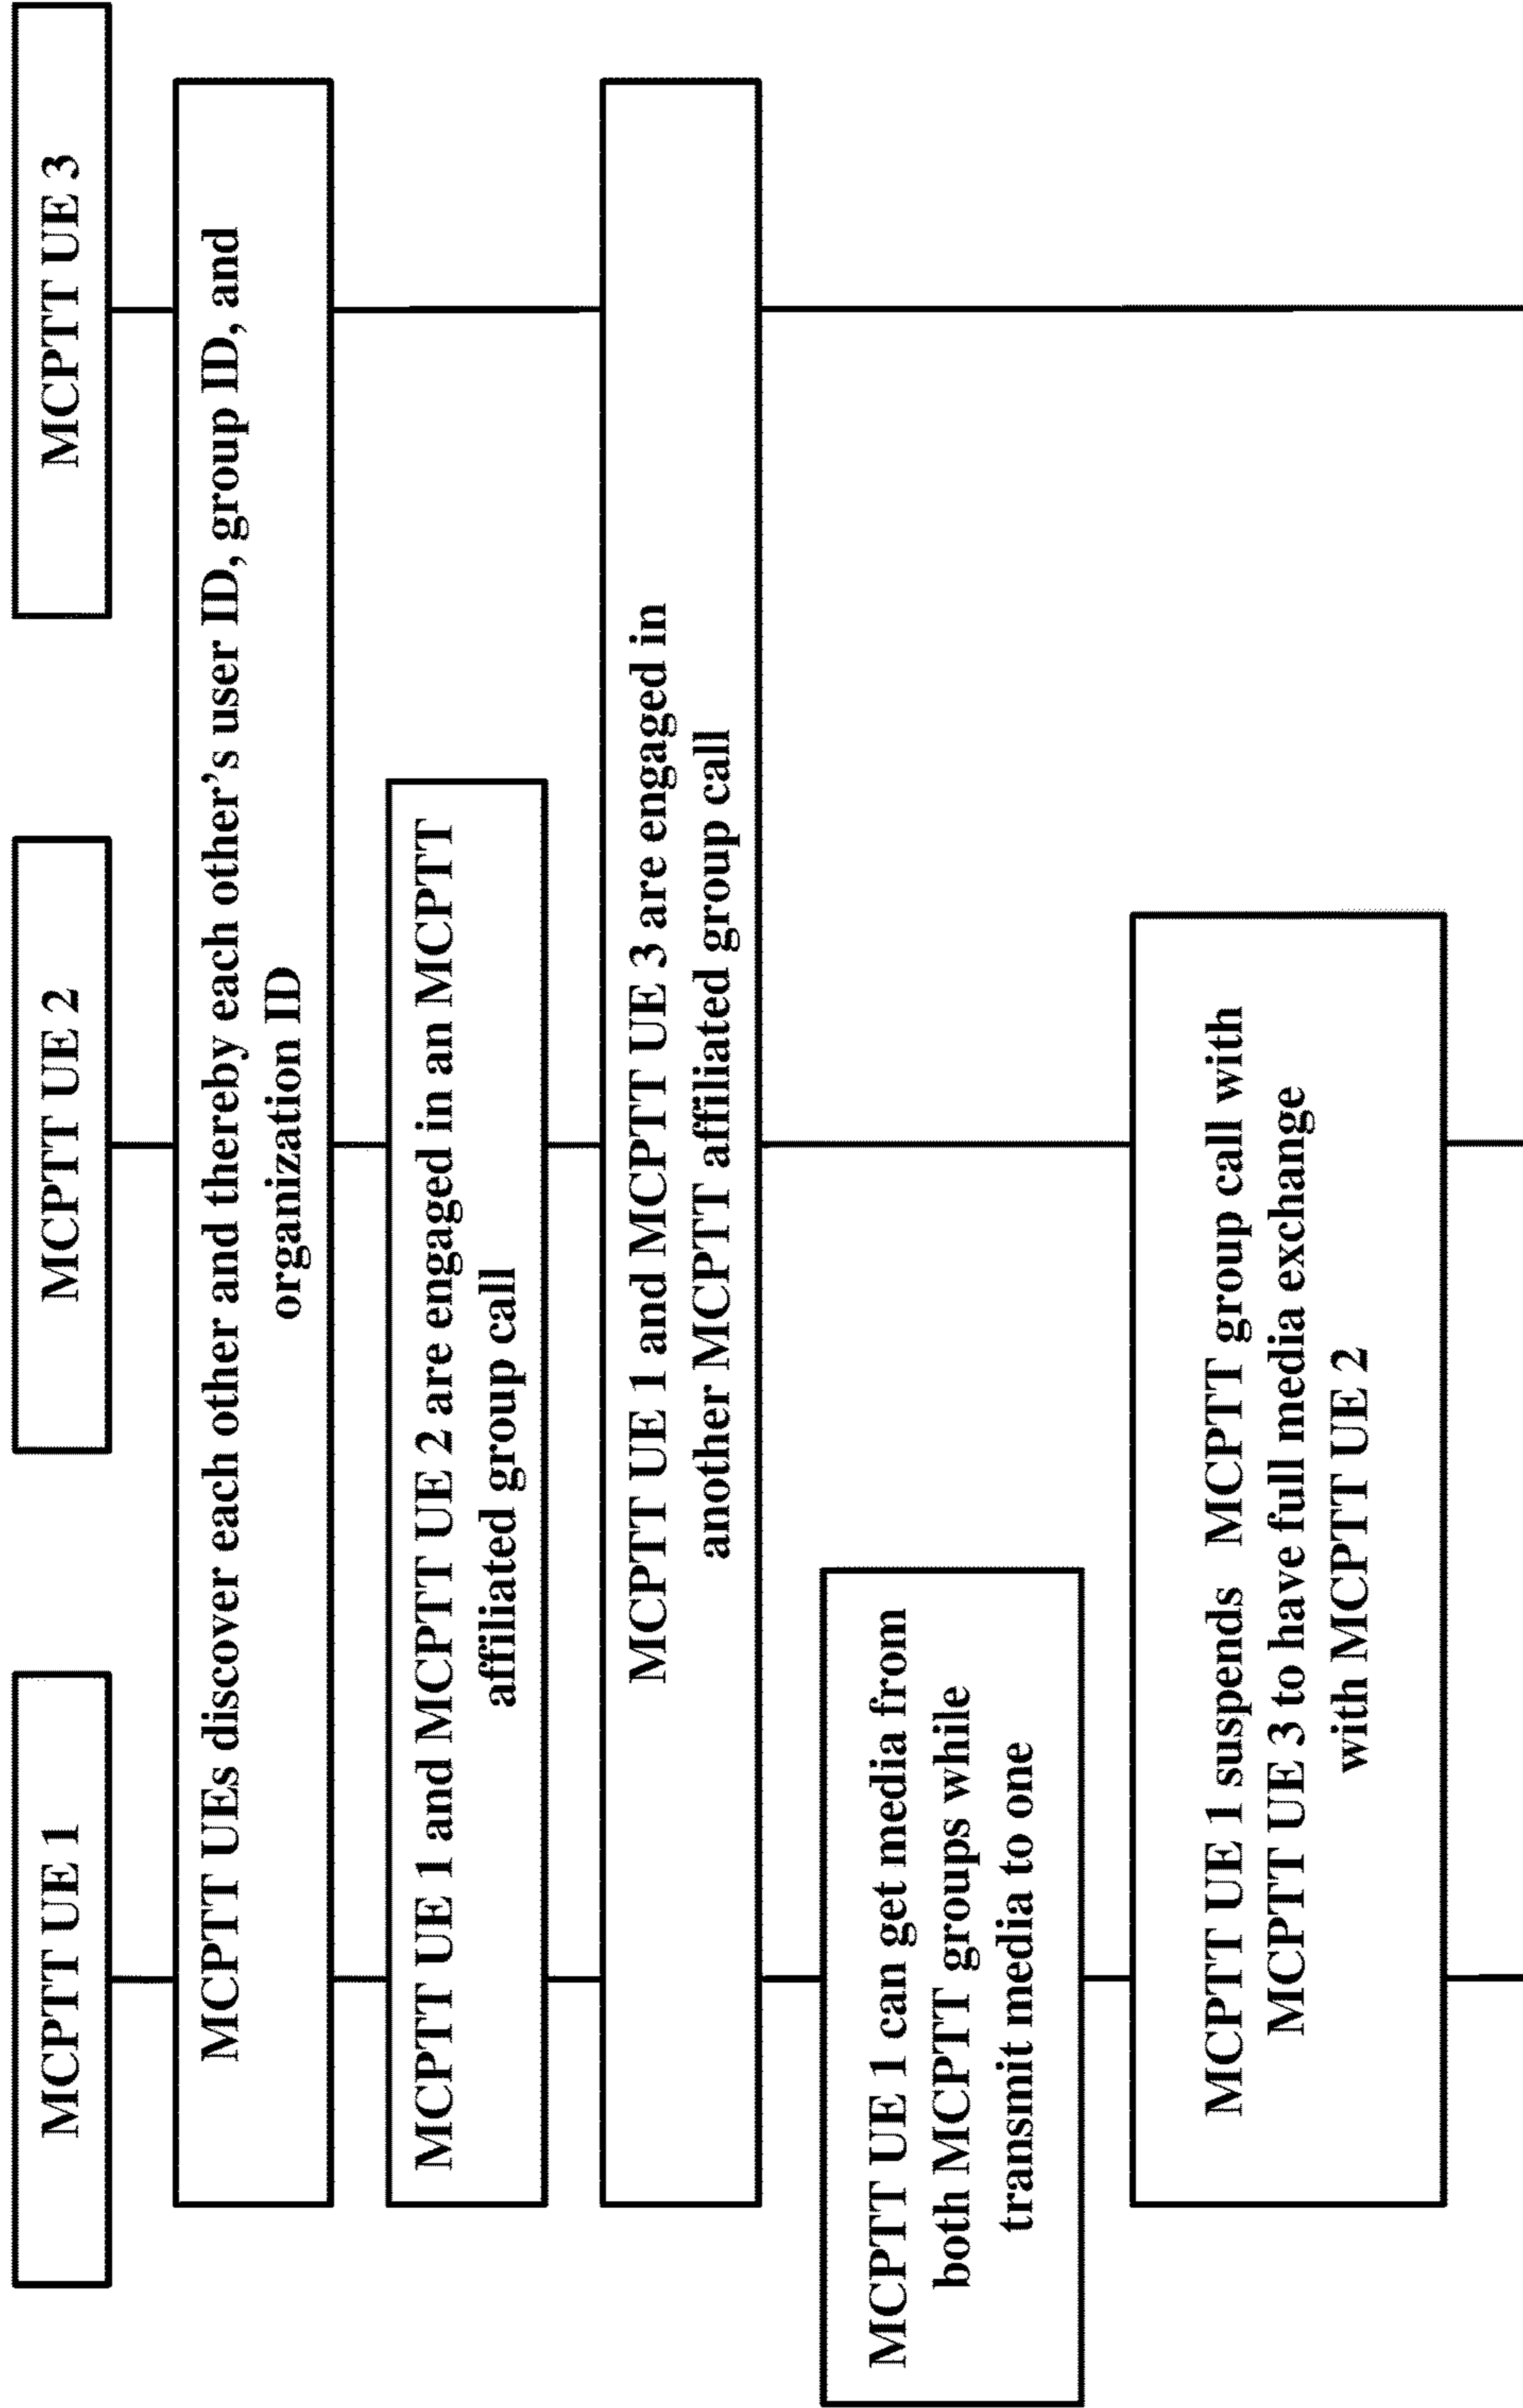 MCPTT UE 1
MCPTT UE 2
MCPTT UE 3
MCPTT UEs discover each other and thereby each other's user ID, group ID, and
organization ID
MCPTT UE 1 and MCPTT UE 2 are engaged in an MCPTT
affiliated group call
MCPTT UE 1 and MCPTT UE 3 are engaged in
another MCPTT affiliated group call
MCPTT UE 1 can get media from
both MCPTT groups while
transmit media to one
MCPTT UE 1 suspends MCPTT group call with
MCPTT UE 3 to have full media exchange
with MCPTT UE 2